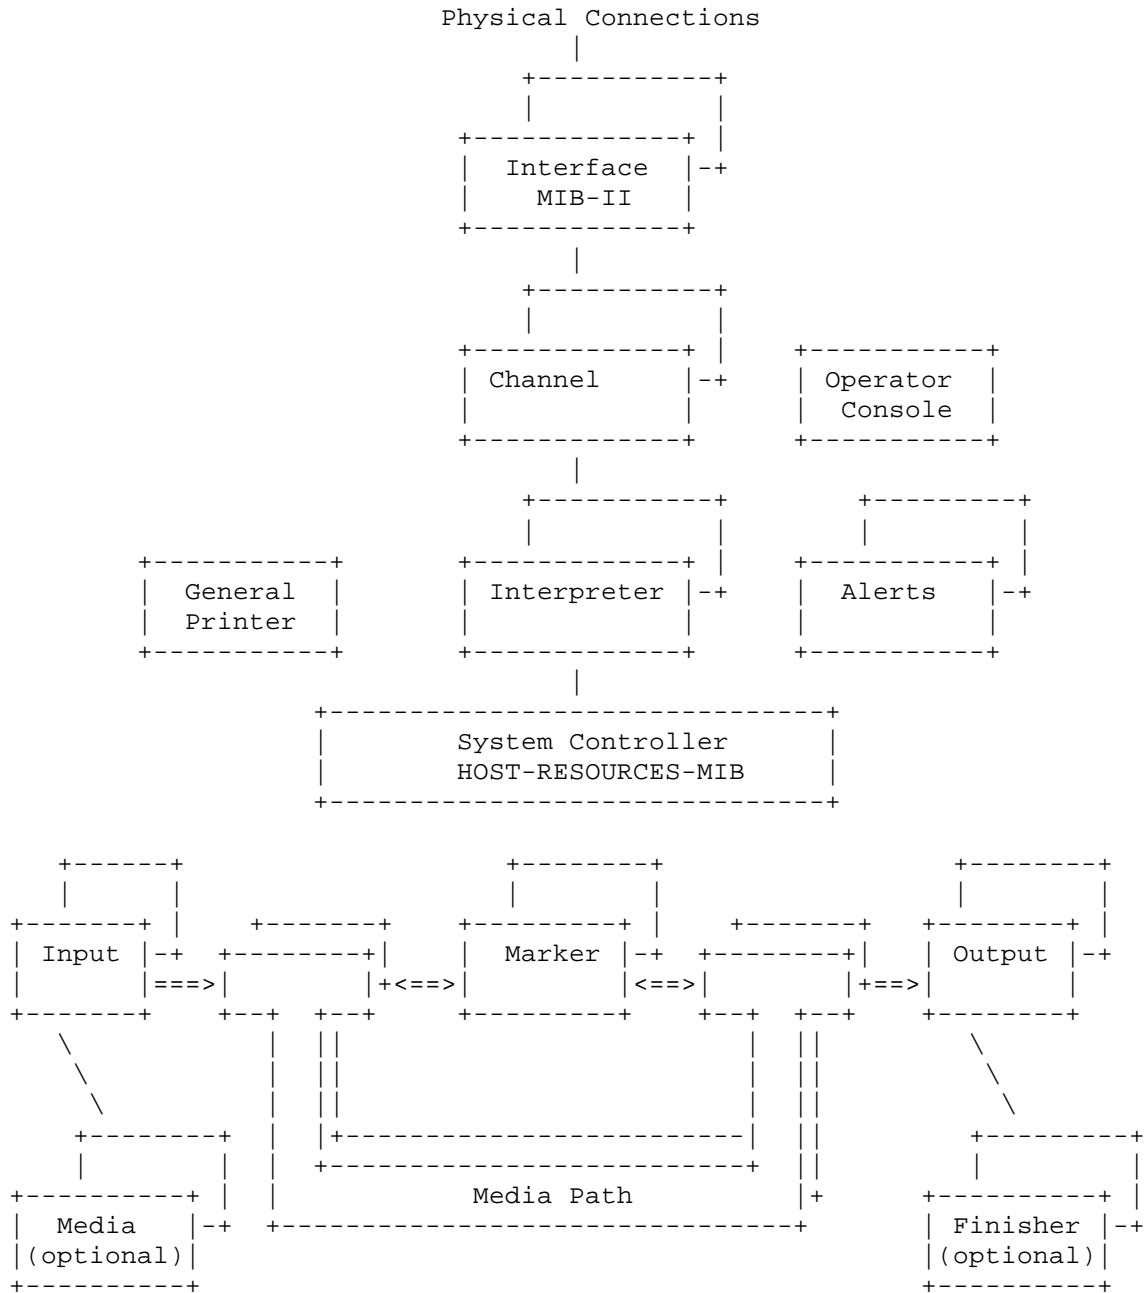 Physical Connections
Interface
MIB-II
Channel
Operator
Console
General
Printer
Interpreter
Alerts
System Controller
HOST-RESOURCES-MIB
Input
Marker
Output
Media Path
Media
(optional)
Finisher
(optional)